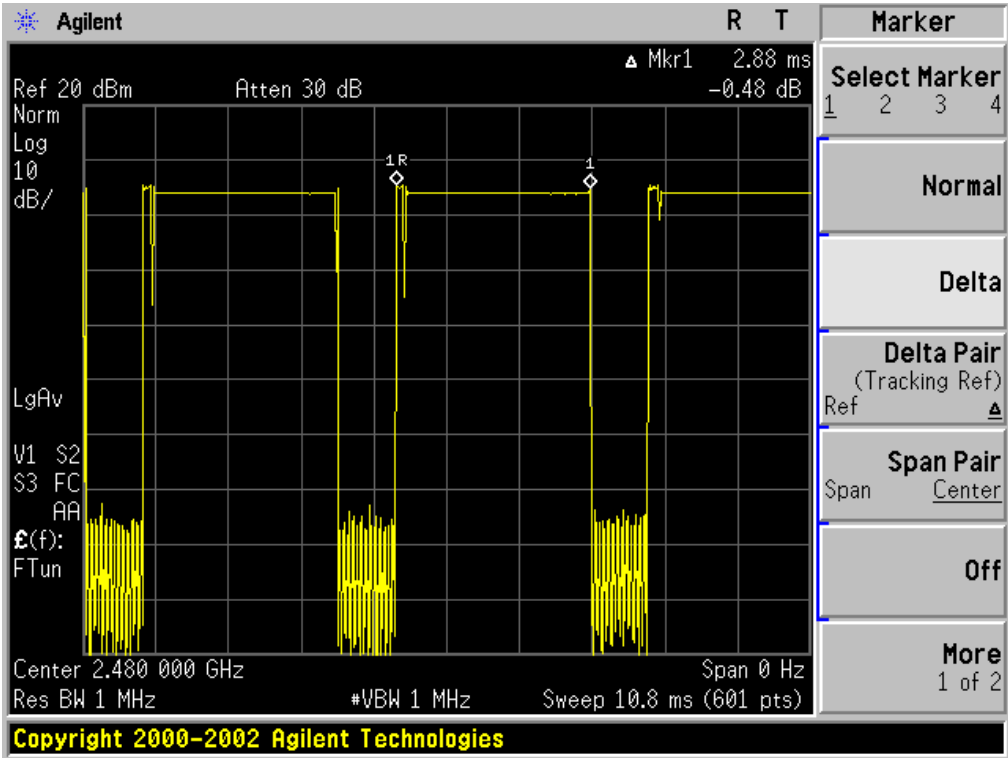 Agilent R T
Δ Mkr1 2.88 ms
Ref 20 dBm Atten 30 dB -0.48 dB
Norm
Log
10
dB/
1R
1
LgAv
V1 S2
S3 FC
AA
£(f):
FTun
Center 2.480 000 GHz Span 0 Hz
Res BW 1 MHz #VBW 1 MHz Sweep 10.8 ms (601 pts)
Copyright 2000-2002 Agilent Technologies
Marker
Select Marker
1 2 3 4
Normal
Delta
Delta Pair
(Tracking Ref)
Ref Δ
Span Pair
Span Center
Off
More
1 of 2